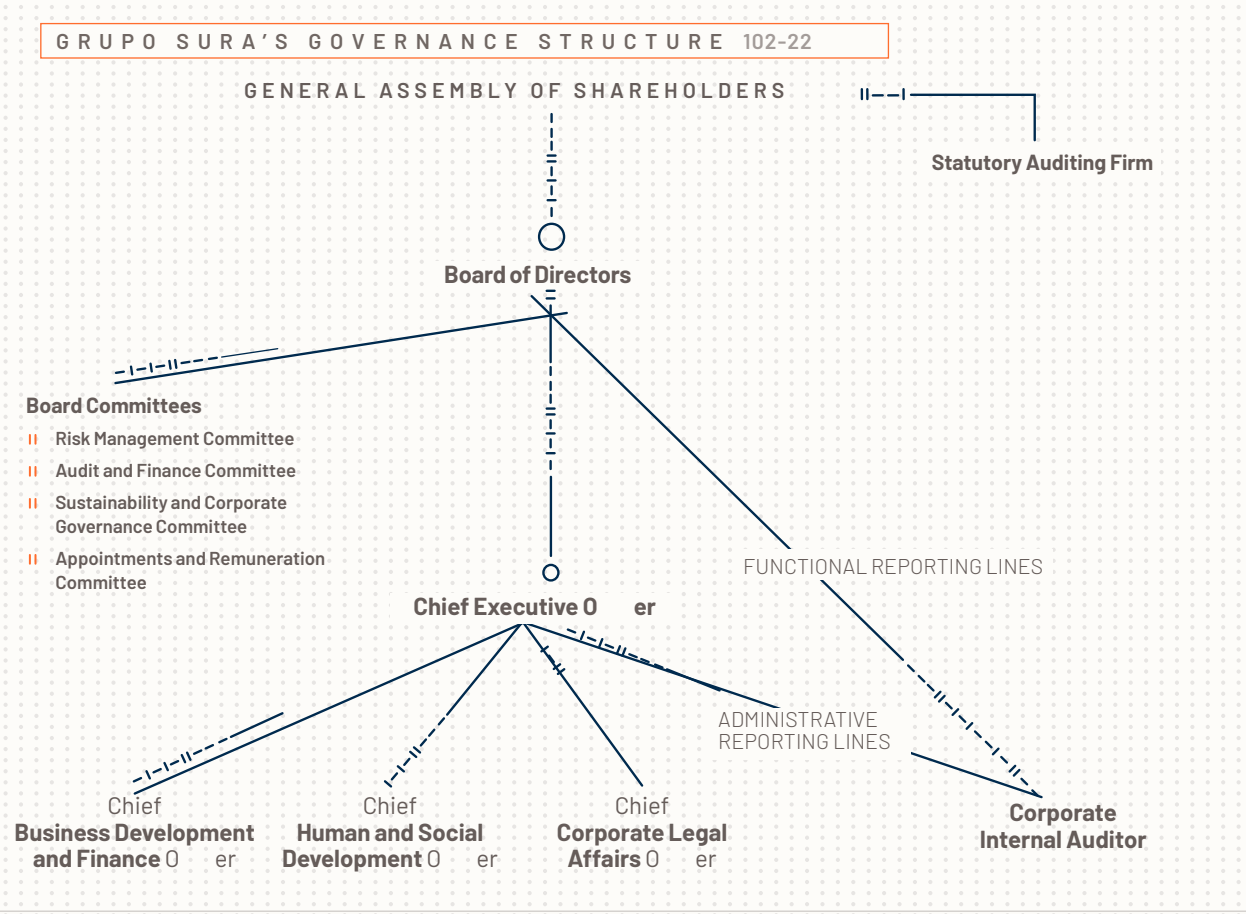 GRUPO SURA’S GOVERNANCE STRUCTURE 102-22
GENERAL ASSEMBLY OF SHAREHOLDERS
Statutory Auditing Firm
Board of Directors
Board Committees
Risk Management Committee
Audit and Finance Committee
Sustainability and Corporate
Governance Committee
Appointments and Remuneration
Committee
FUNCTIONAL REPORTING LINES
Chief Executive O er
ADMINISTRATIVE
REPORTING LINES
Chief
Business Development
and Finance O er
Chief
Human and Social
Development O er
Chief
Corporate Legal
Affairs O er
Corporate
Internal Auditor